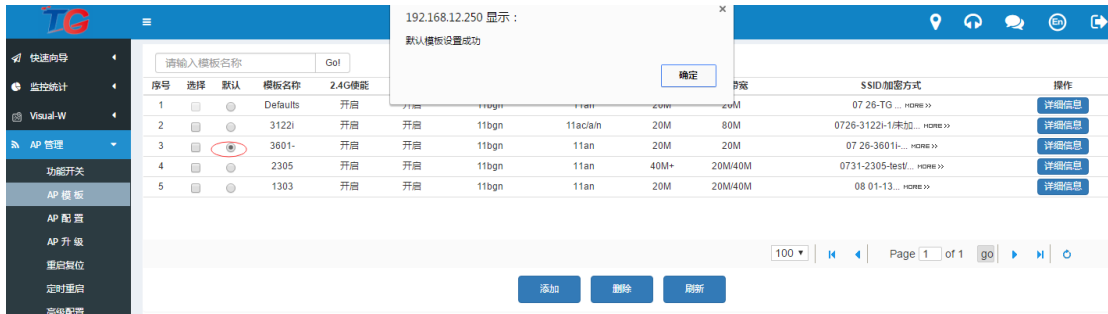 TG
192.168.12.250 显示：
默认模板设置成功
确定
En
快速向导
监控统计
Visual-W
AP 管理
功能开关
AP 模 板
AP 配 置
AP 升 级
重启复位
定时重启
高级配置
请输入模板名称 Go!
序号 选择 默认 模板名称 2.4G使能 SSID/加密方式 操作
1 Defaults 开启 开启 11bgn 11an 20M 20M 07 26-TG ... MORE >> 详细信息
2 3122i 开启 开启 11bgn 11ac/a/n 20M 80M 0726-3122i-1/未加... MORE >> 详细信息
3 3601- 开启 开启 11bgn 11an 20M 20M 07 26-3601i-... MORE >> 详细信息
4 2305 开启 开启 11bgn 11an 40M+ 20M/40M 0731-2305-test/... MORE >> 详细信息
5 1303 开启 开启 11bgn 11an 20M 20M/40M 08 01-13... MORE >> 详细信息
100 Page 1 of 1 go
添加 删除 刷新